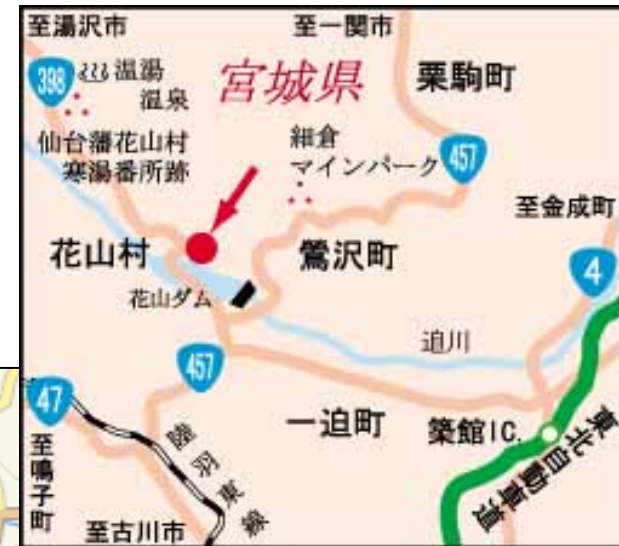 至湯沢市
至一関市
398
温湯
温泉
宮城県
栗駒町
仙台藩花山村
寒湯番所跡
細倉
マインパーク
457
至金成町
花山村
鶯沢町
4
花山ダム
迫川
457
47
一迫町
築館IC.
至鳴子町
陸羽東線
東北自動車道
至古川市